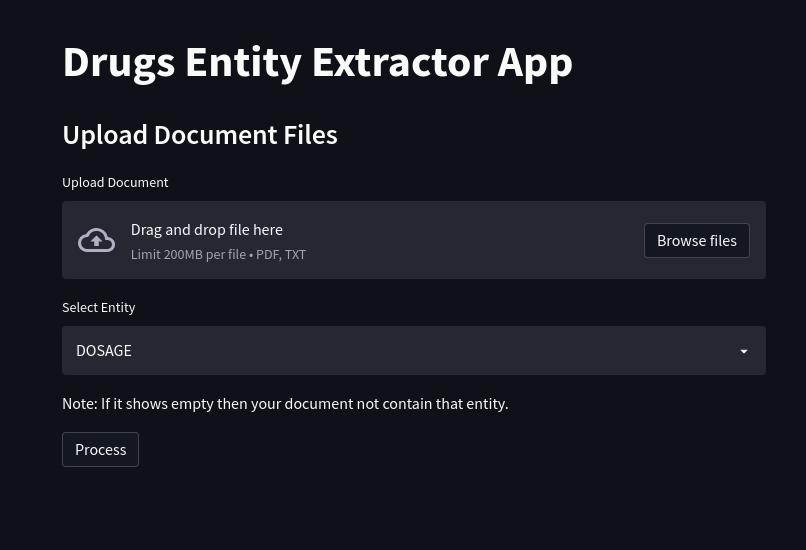 Drugs Entity Extractor App
Upload Document Files
Upload Document
Drag and drop file here
Limit 200MB per file • PDF, TXT
Browse files
Select Entity
DOSAGE
Note: If it shows empty then your document not contain that entity.
Process